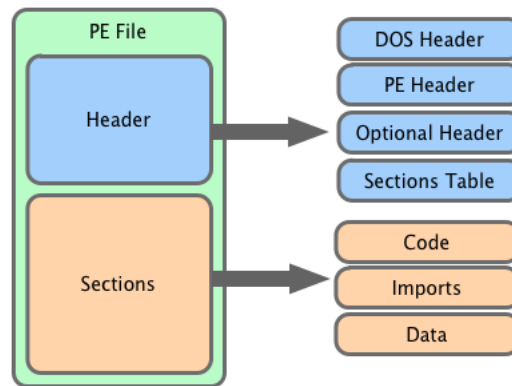 PE File
Header
Sections
DOS Header
PE Header
Optional Header
Sections Table
Code
Imports
Data